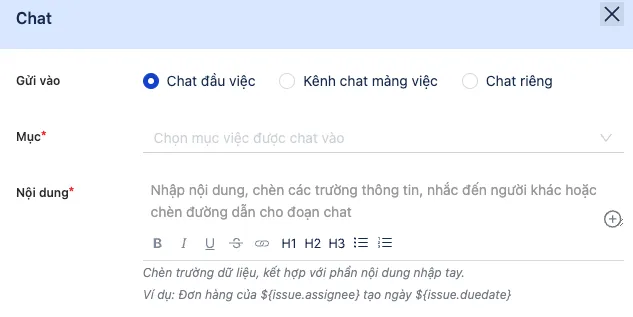 Chat
Gửi vào
Chat đầu việc
Kênh chat mảng việc
Chat riêng
Mục*
Chọn mục việc được chat vào
Nội dung*
Nhập nội dung, chèn các trường thông tin, nhắc đến người khác hoặc
chèn đường dẫn cho đoạn chat
B I U S H1 H2 H3
Chèn trường dữ liệu, kết hợp với phần nội dung nhập tay.
Ví dụ: Đơn hàng của ${issue.assignee} tạo ngày ${issue.duedate}